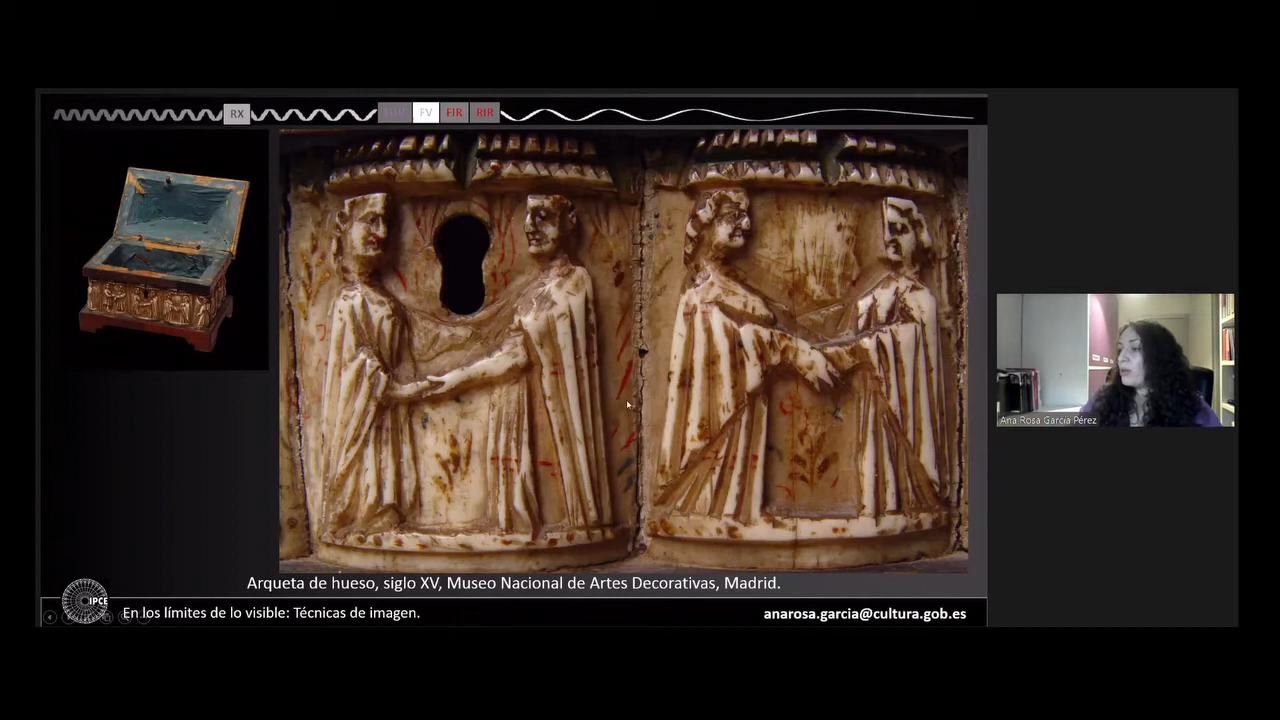 RX
FV
FIR
RIR
Ana Rosa García Pérez
Arqueta de hueso, siglo XV, Museo Nacional de Artes Decorativas, Madrid.
IPCE
En los límites de lo visible: Técnicas de imagen.
anarosa.garcia@cultura.gob.es